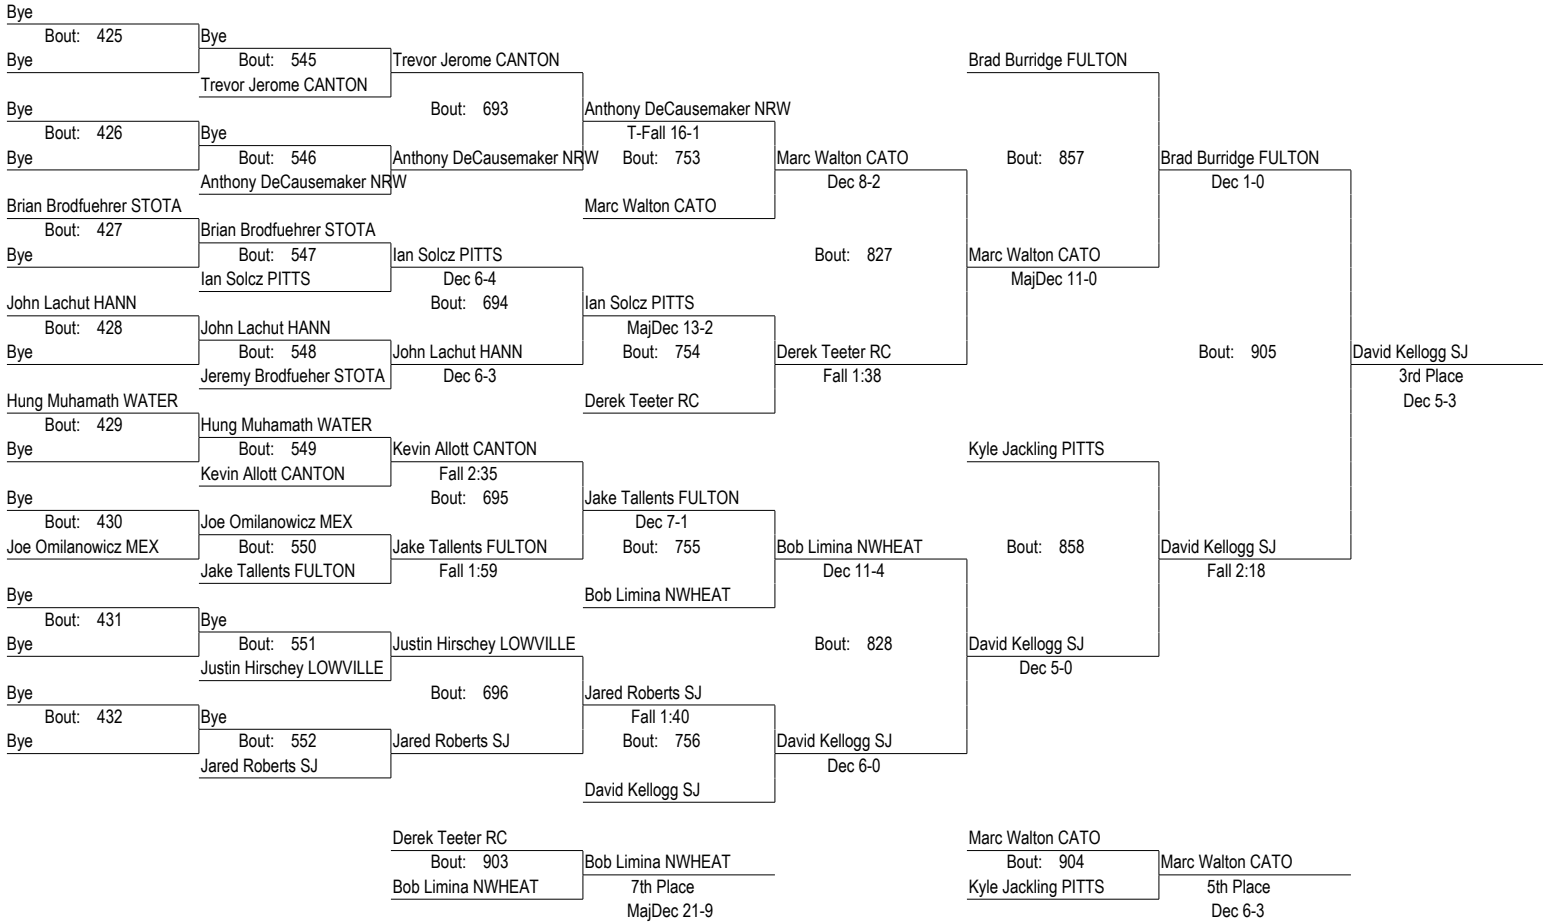 Bye
Bout: 425 Bye
Bye Bout: 545 Trevor Jerome CANTON Brad Burridge FULTON
Trevor Jerome CANTON
Bye Bout: 693 Anthony DeCausemaker NRW
Bout: 426 Bye T-Fall 16-1
Bye Bout: 546 Anthony DeCausemaker NRW Bout: 753 Marc Walton CATO Bout: 857 Brad Burridge FULTON
Anthony DeCausemaker NRW Dec 8-2 Dec 1-0
Brian Brodfuehrer STOTA Marc Walton CATO
Bout: 427 Brian Brodfuehrer STOTA
Bye Bout: 547 Ian Solcz PITTS Bout: 827 Marc Walton CATO
Ian Solcz PITTS Dec 6-4 MajDec 11-0
John Lachut HANN Bout: 694 Ian Solcz PITTS
Bout: 428 John Lachut HANN MajDec 13-2
Bye Bout: 548 John Lachut HANN Bout: 754 Derek Teeter RC Bout: 905 David Kellogg SJ
Jeremy Brodfueher STOTA Dec 6-3 Fall 1:38 3rd Place
Hung Muhamath WATER Derek Teeter RC Dec 5-3
Bout: 429 Hung Muhamath WATER
Bye Bout: 549 Kevin Allott CANTON Kyle Jackling PITTS
Kevin Allott CANTON Fall 2:35
Bye Bout: 695 Jake Tallents FULTON
Bout: 430 Joe Omilanowicz MEX Dec 7-1
Joe Omilanowicz MEX Bout: 550 Jake Tallents FULTON Bout: 755 Bob Limina NWHEAT Bout: 858 David Kellogg SJ
Jake Tallents FULTON Fall 1:59 Dec 11-4 Fall 2:18
Bye Bob Limina NWHEAT
Bout: 431 Bye
Bye Bout: 551 Justin Hirschey LOWVILLE Bout: 828 David Kellogg SJ
Justin Hirschey LOWVILLE Dec 5-0
Bye Bout: 696 Jared Roberts SJ
Bout: 432 Bye Fall 1:40
Bye Bout: 552 Jared Roberts SJ Bout: 756 David Kellogg SJ
Jared Roberts SJ Dec 6-0
David Kellogg SJ
Derek Teeter RC Marc Walton CATO
Bout: 903 Bob Limina NWHEAT Bout: 904 Marc Walton CATO
Bob Limina NWHEAT 7th Place Kyle Jackling PITTS 5th Place
MajDec 21-9 Dec 6-3